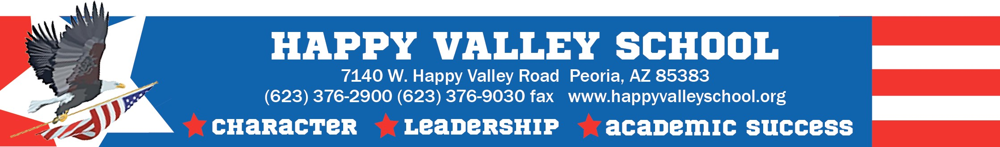 HAPPY VALLEY SCHOOL
7140 W. Happy Valley Road Peoria, AZ 85383
(623) 376-2900 (623) 376-9030 fax www.happyvalleyschool.org
CHaRaCTeR LeaDeRSHIP aCaDemIC SUCCeSS